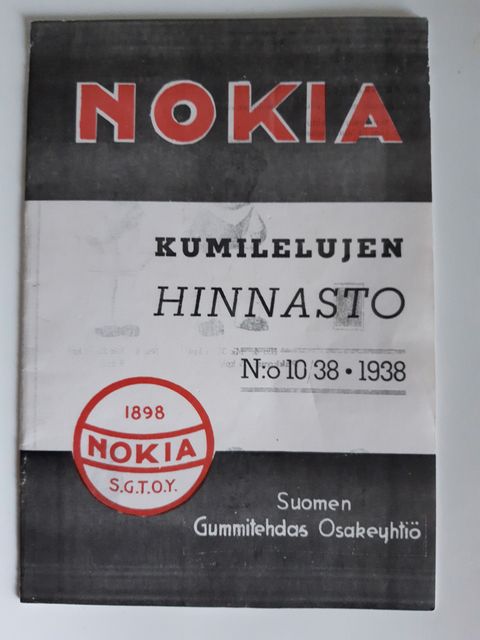 NOKIA
KUMILELUJEN
HINNASTO
N:o 10/38 • 1938
1898
NOKIA
S.G.T.O.Y.
Suomen
Gummitehdas Osakeyhtiö